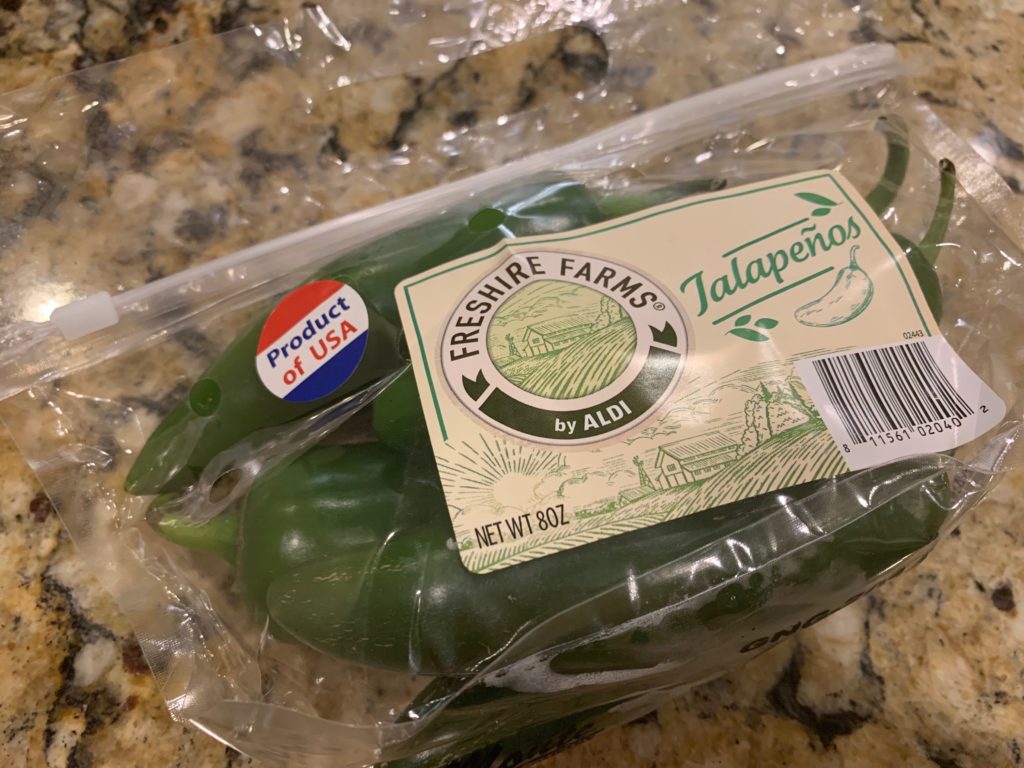 Product
of USA
FRESHIRE FARMS®
by ALDI
Jalapeños
02443
8 11561 02040 2
NET WT 8OZ